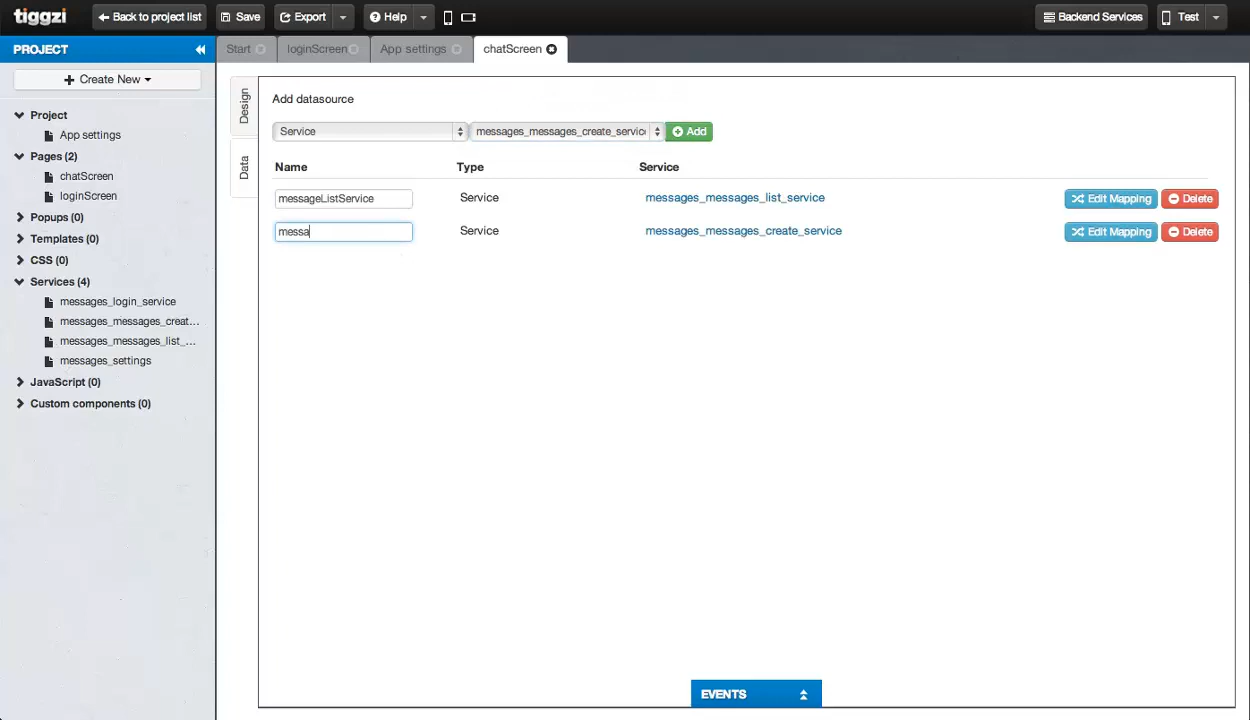 tiggzi Back to project list Save Export Help Backend Services Test
PROJECT
Start loginScreen App settings chatScreen
Create New
Project
App settings
Pages (2)
chatScreen
loginScreen
Popups (0)
Templates (0)
CSS (0)
Services (4)
messages_login_service
messages_messages_creat...
messages_messages_list_...
messages_settings
JavaScript (0)
Custom components (0)
Design
Data
Add datasource
Service messages_messages_create_servic Add
Name Type Service
messageListService Service messages_messages_list_service Edit Mapping Delete
messa Service messages_messages_create_service Edit Mapping Delete
EVENTS